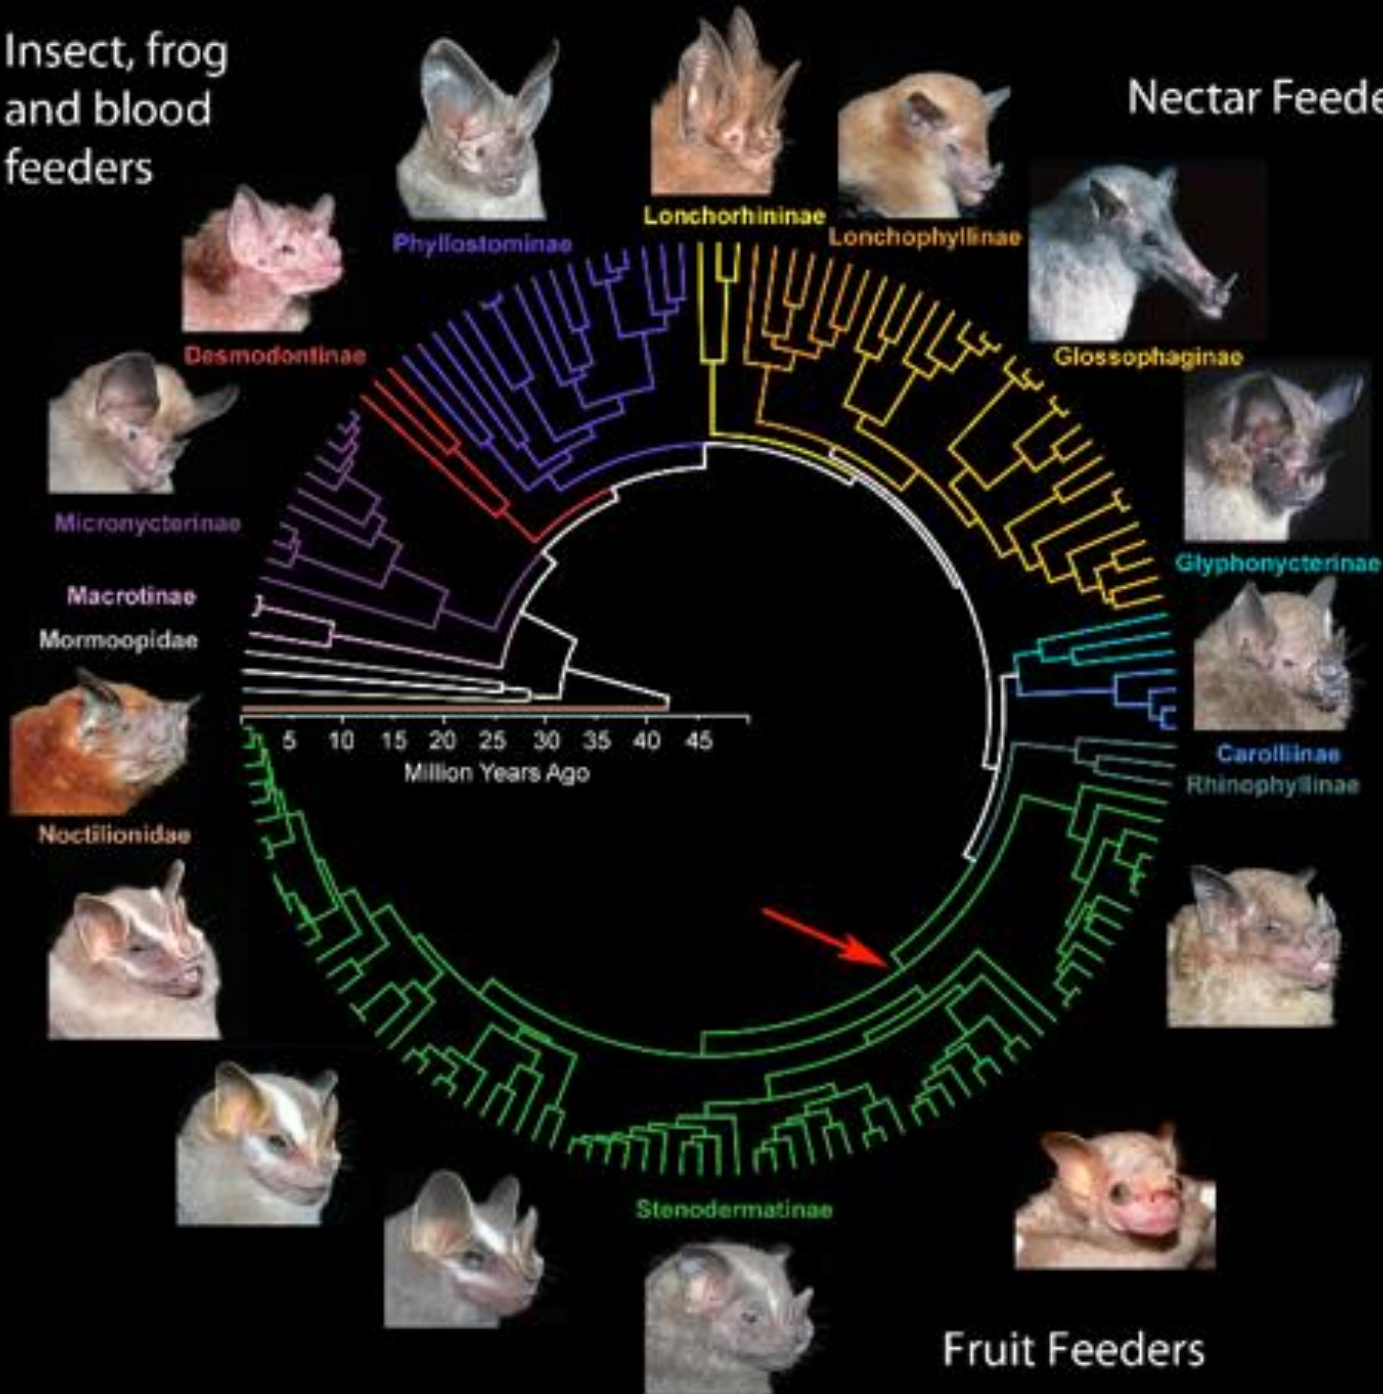 Insect, frog
and blood
feeders
Nectar Feede
Lonchorhininae
Lonchophyllinae
Phyllostominae
Desmodontinae
Glossophaginae
Micronycterinae
Glyphonycterinae
Macrotinae
Mormoopidae
5 10 15 20 25 30 35 40 45
Million Years Ago
Carolliinae
Rhinophyllinae
Noctilionidae
Stenodermatinae
Fruit Feeders